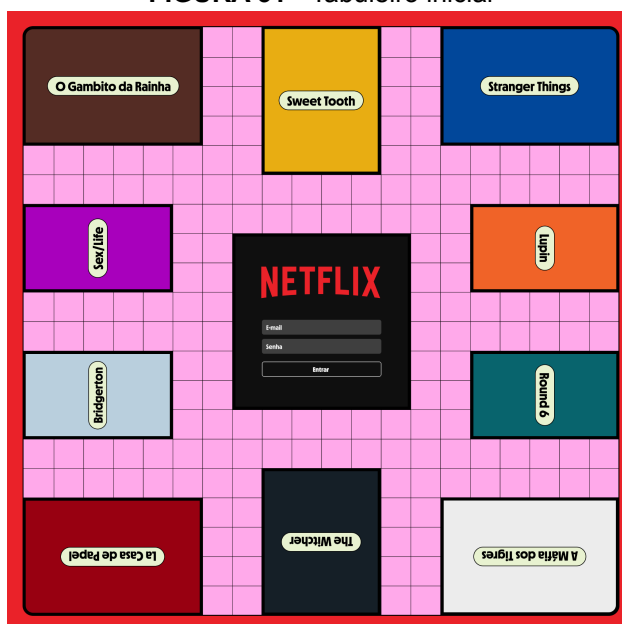 FIGURA 01 – Tabuleiro inicial
O Gambito da Rainha
Sweet Tooth
Stranger Things
Sex/Life
Lupin
NETFLIX
E-mail
Senha
Entrar
Bridgerton
Round 6
La Casa de Papel
The Witcher
A Máfia dos Tigres